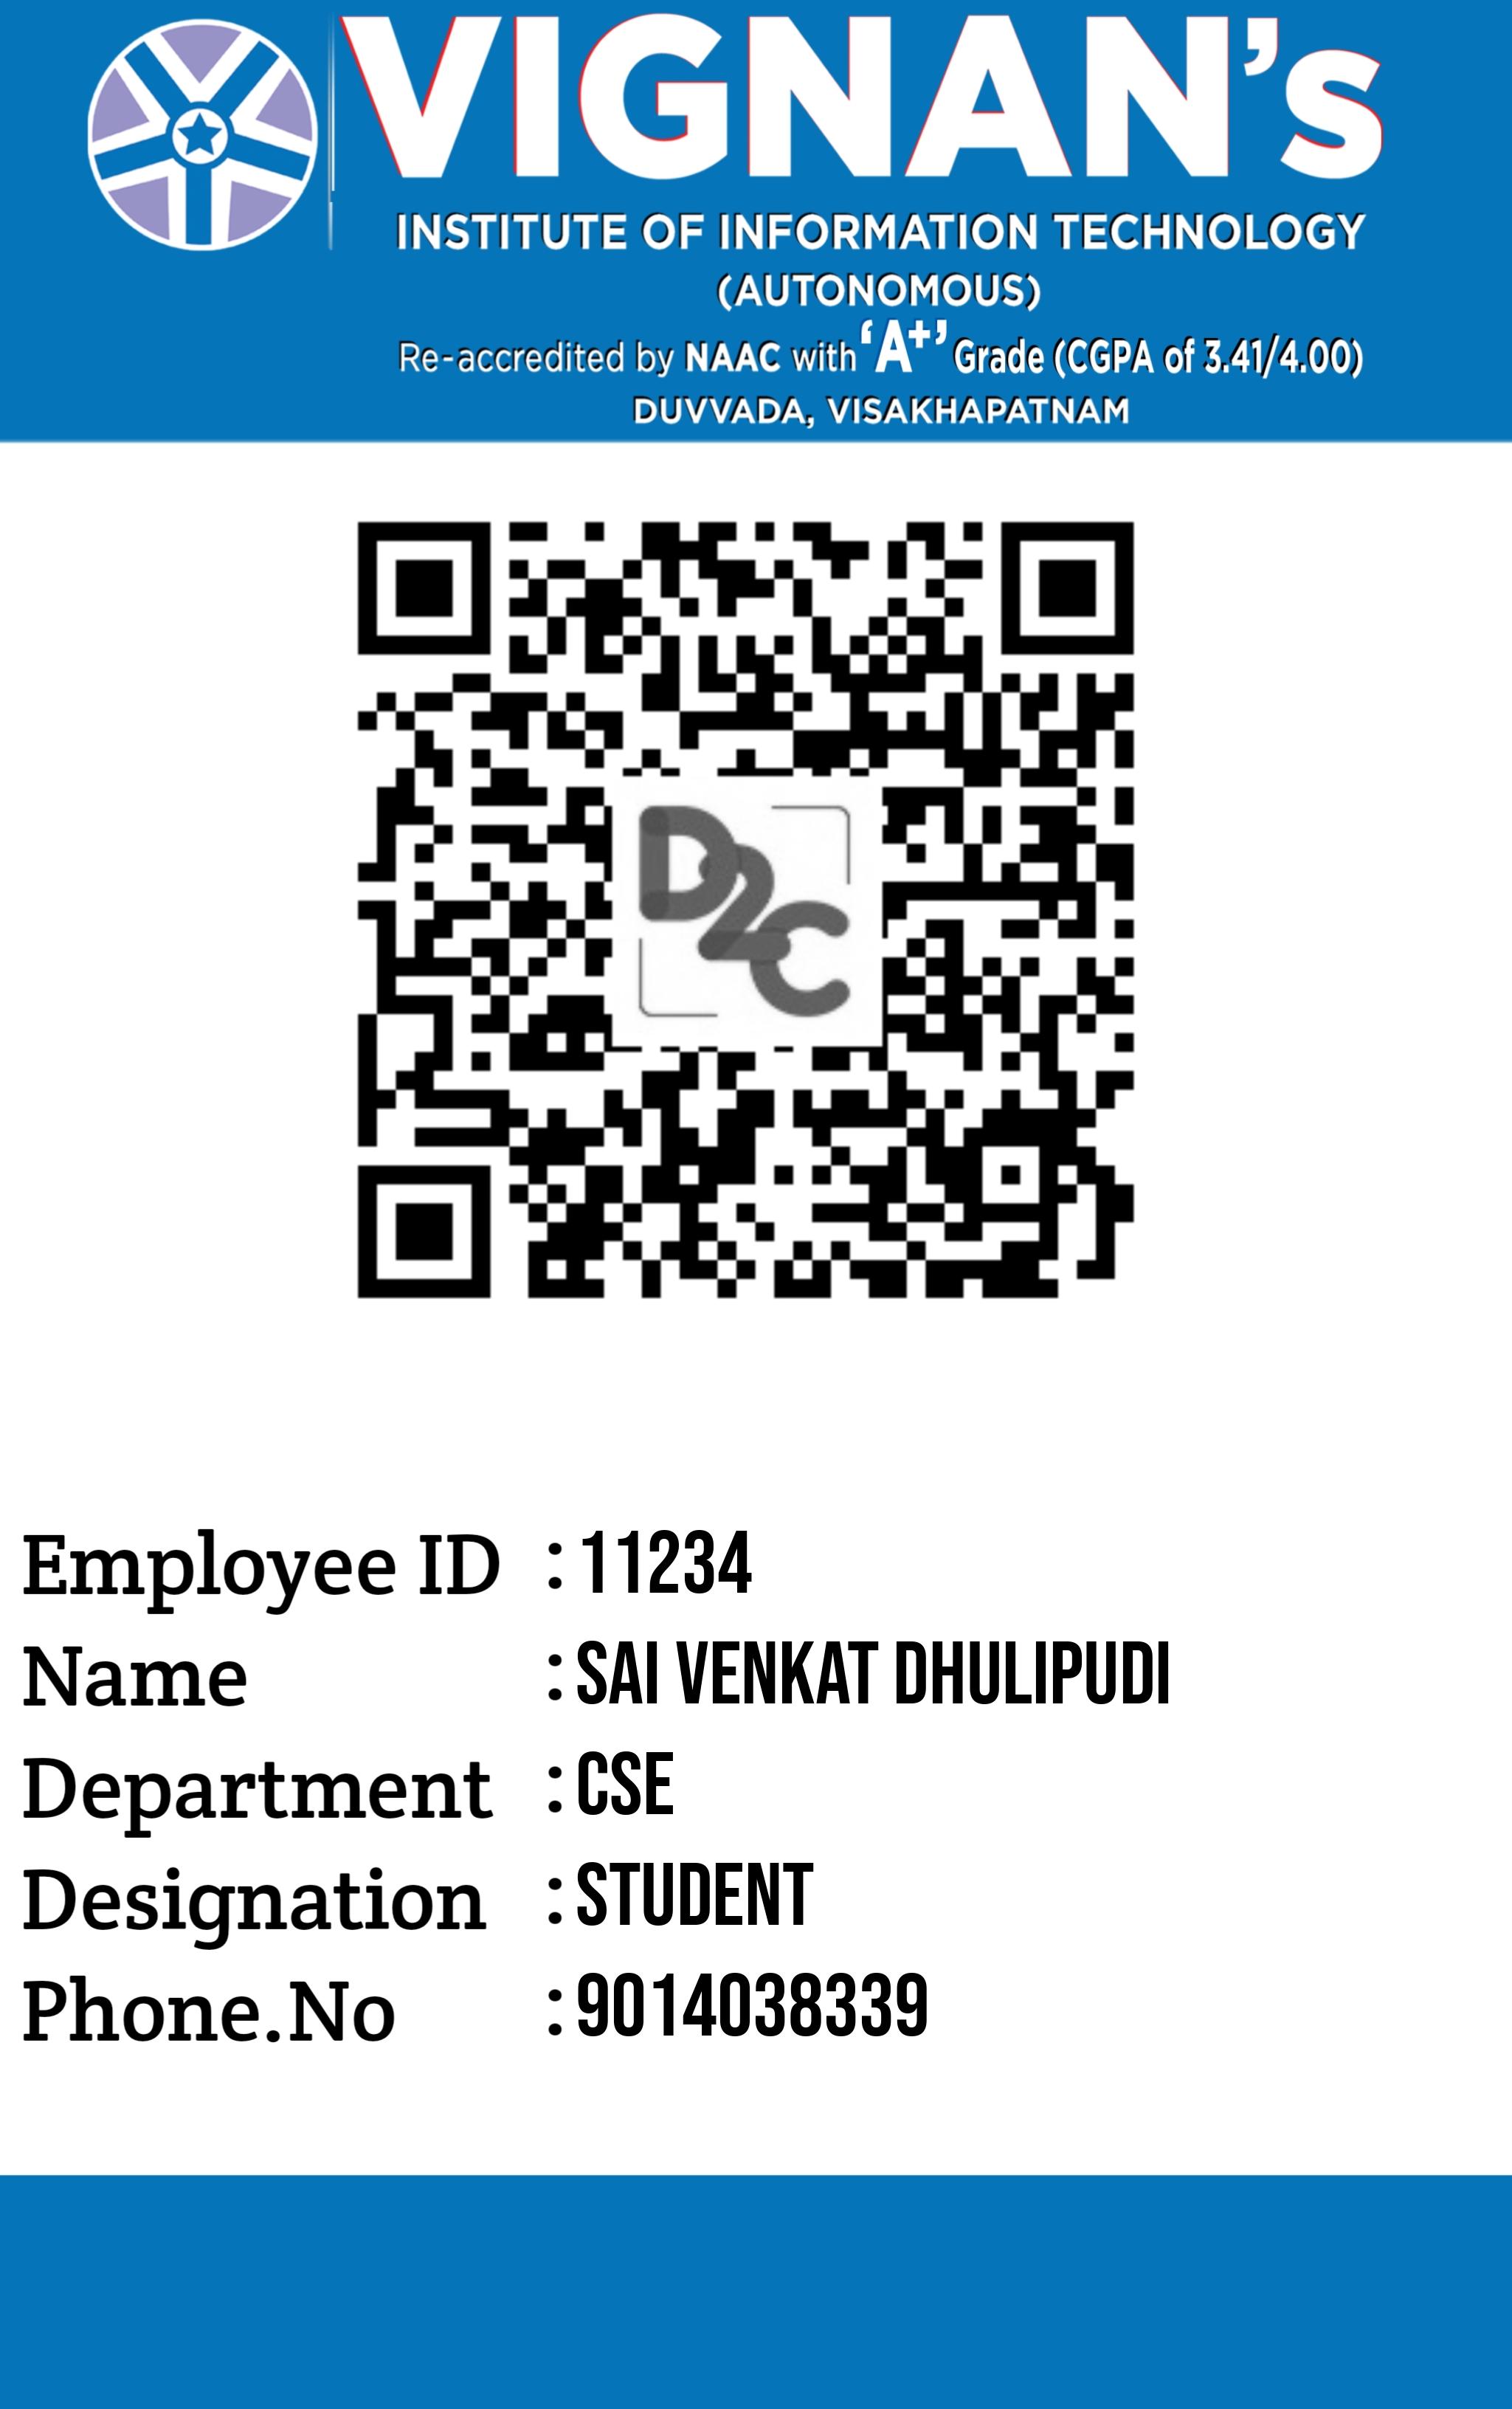 VIGNAN's
INSTITUTE OF INFORMATION TECHNOLOGY
(AUTONOMOUS)
Re-accredited by NAAC with 'A+' Grade (CGPA of 3.41/4.00)
DUVVADA, VISAKHAPATNAM
D2C
Employee ID : 11234
Name : SAI VENKAT DHULIPUDI
Department : CSE
Designation : STUDENT
Phone.No : 9014038339